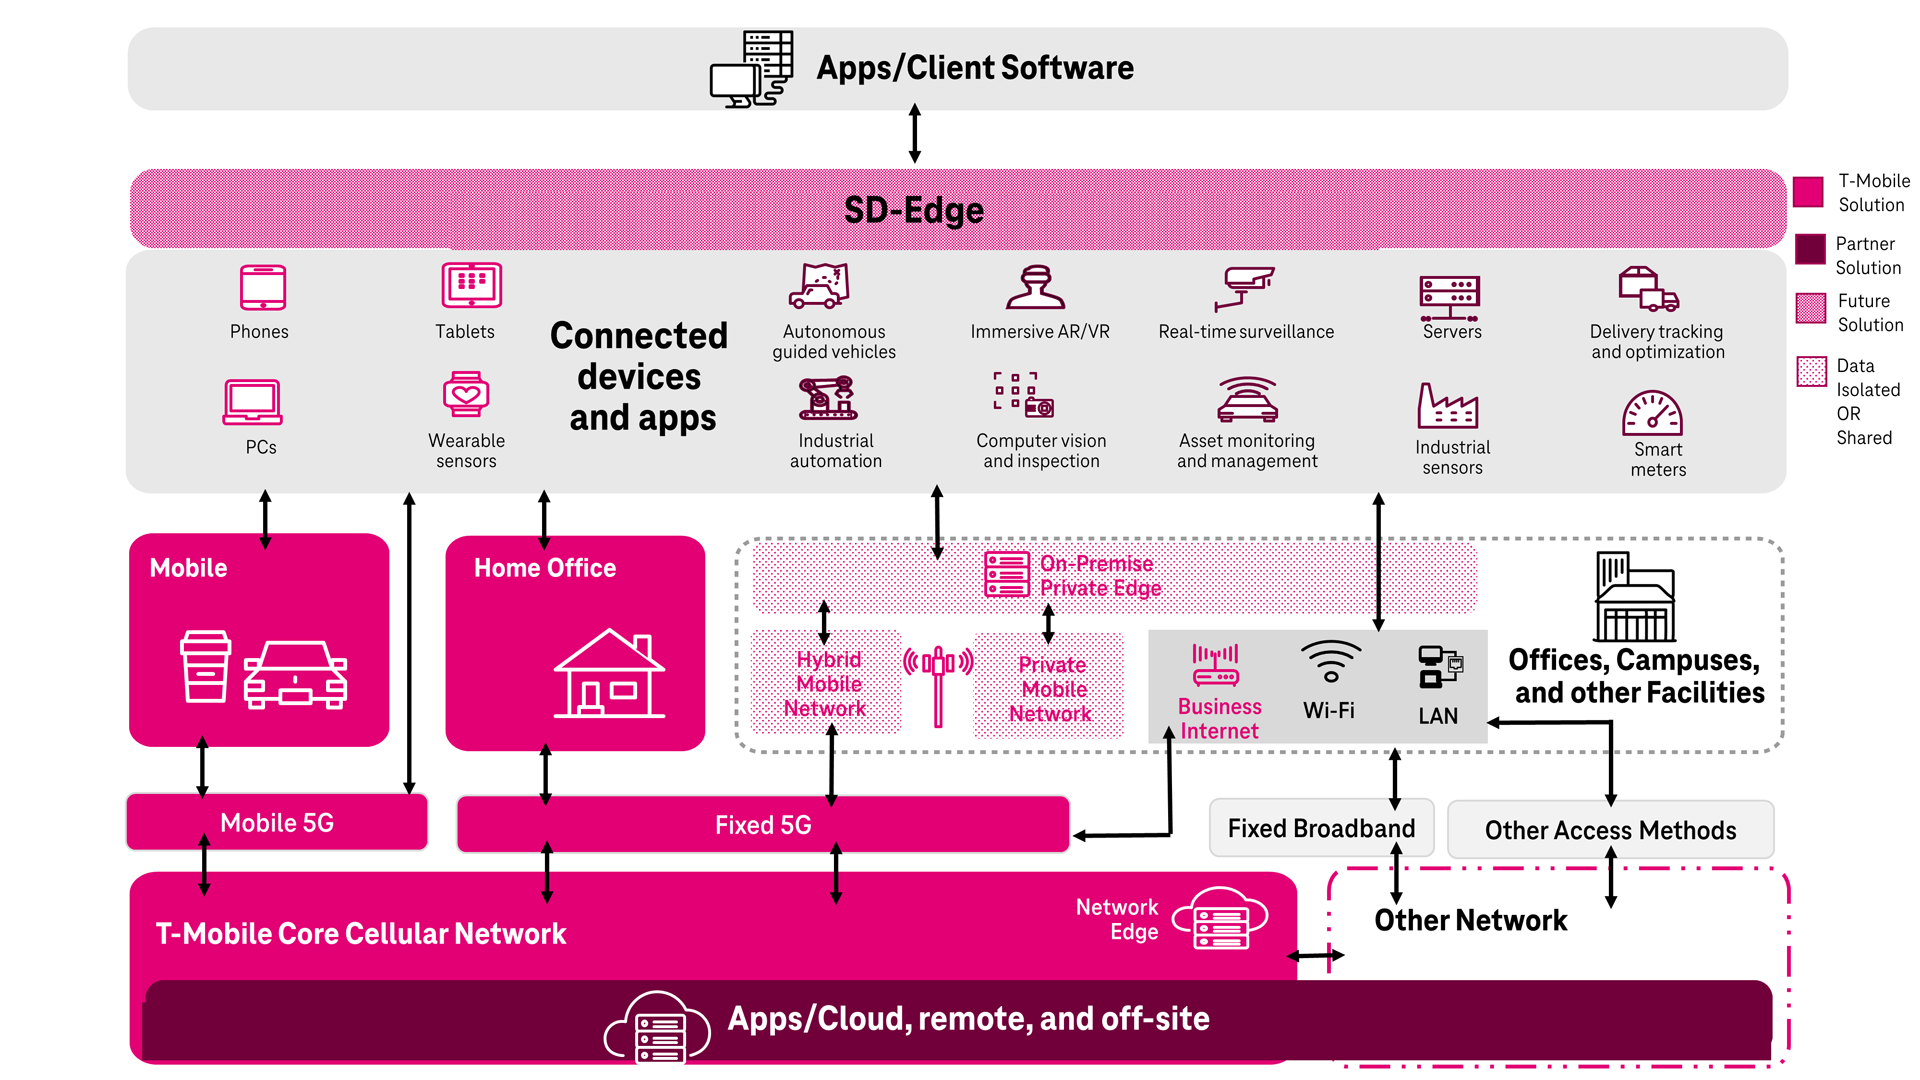 Apps/Client Software
SD-Edge
T-Mobile
Solution
Partner
Solution
Future
Solution
Data
Isolated
OR
Shared
Phones
Tablets
Connected
devices
and apps
Autonomous
guided vehicles
Immersive AR/VR
Real-time surveillance
Servers
Delivery tracking
and optimization
PCs
Wearable
sensors
Industrial
automation
Computer vision
and inspection
Asset monitoring
and management
Industrial
sensors
Smart
meters
Mobile
Home Office
On-Premise
Private Edge
Hybrid
Mobile
Network
Private
Mobile
Network
Business
Internet
Wi-Fi
LAN
Offices, Campuses,
and other Facilities
Mobile 5G
Fixed 5G
Fixed Broadband
Other Access Methods
T-Mobile Core Cellular Network
Network
Edge
Other Network
Apps/Cloud, remote, and off-site